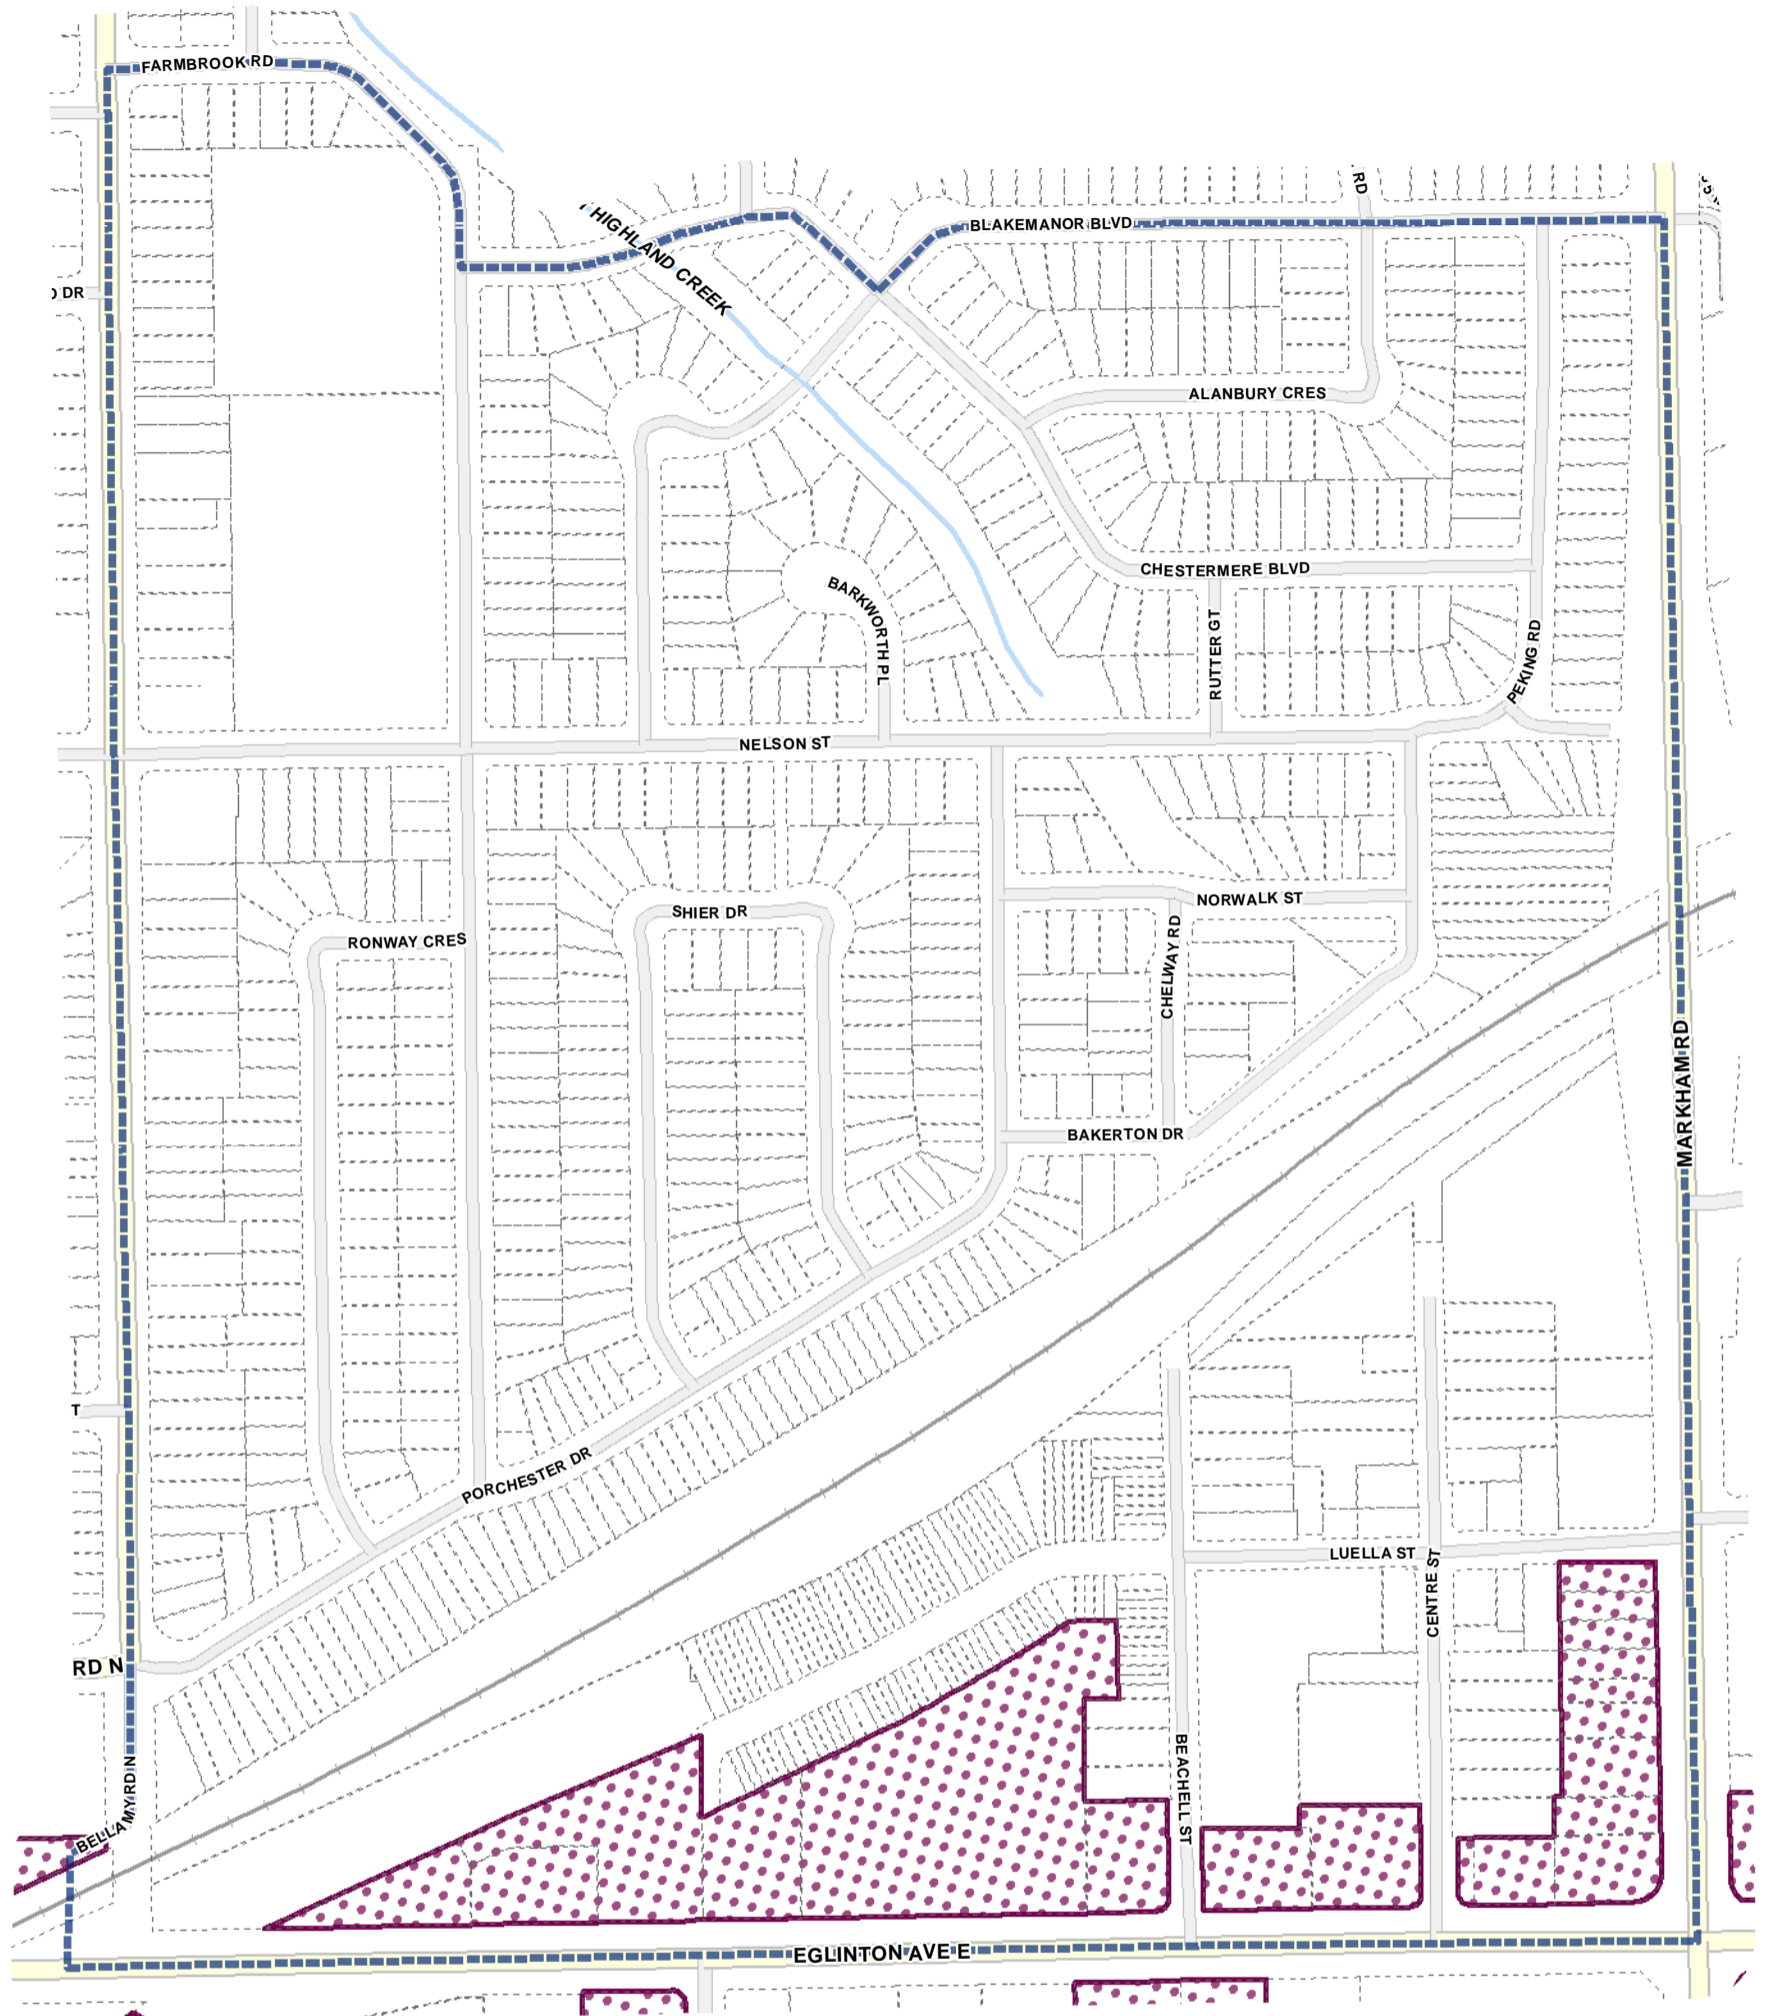 FARMBROOK RD
RD
HIGHLAND CREEK
BLAKEMANOR BLVD
DR
ALANBURY CRES
CHESTERMERE BLVD
BARKWORTH PL
RUTTER GT
PEKING RD
NELSON ST
NORWALK ST
SHIER DR
RONWAY CRES
CHELWAY RD
MARKHAM RD
BAKERTON DR
T
PORCHESTER DR
LUELLA ST
CENTRE ST
RD N
BEACHELL ST
BELLAMY RD N
EGLINTON AVE E